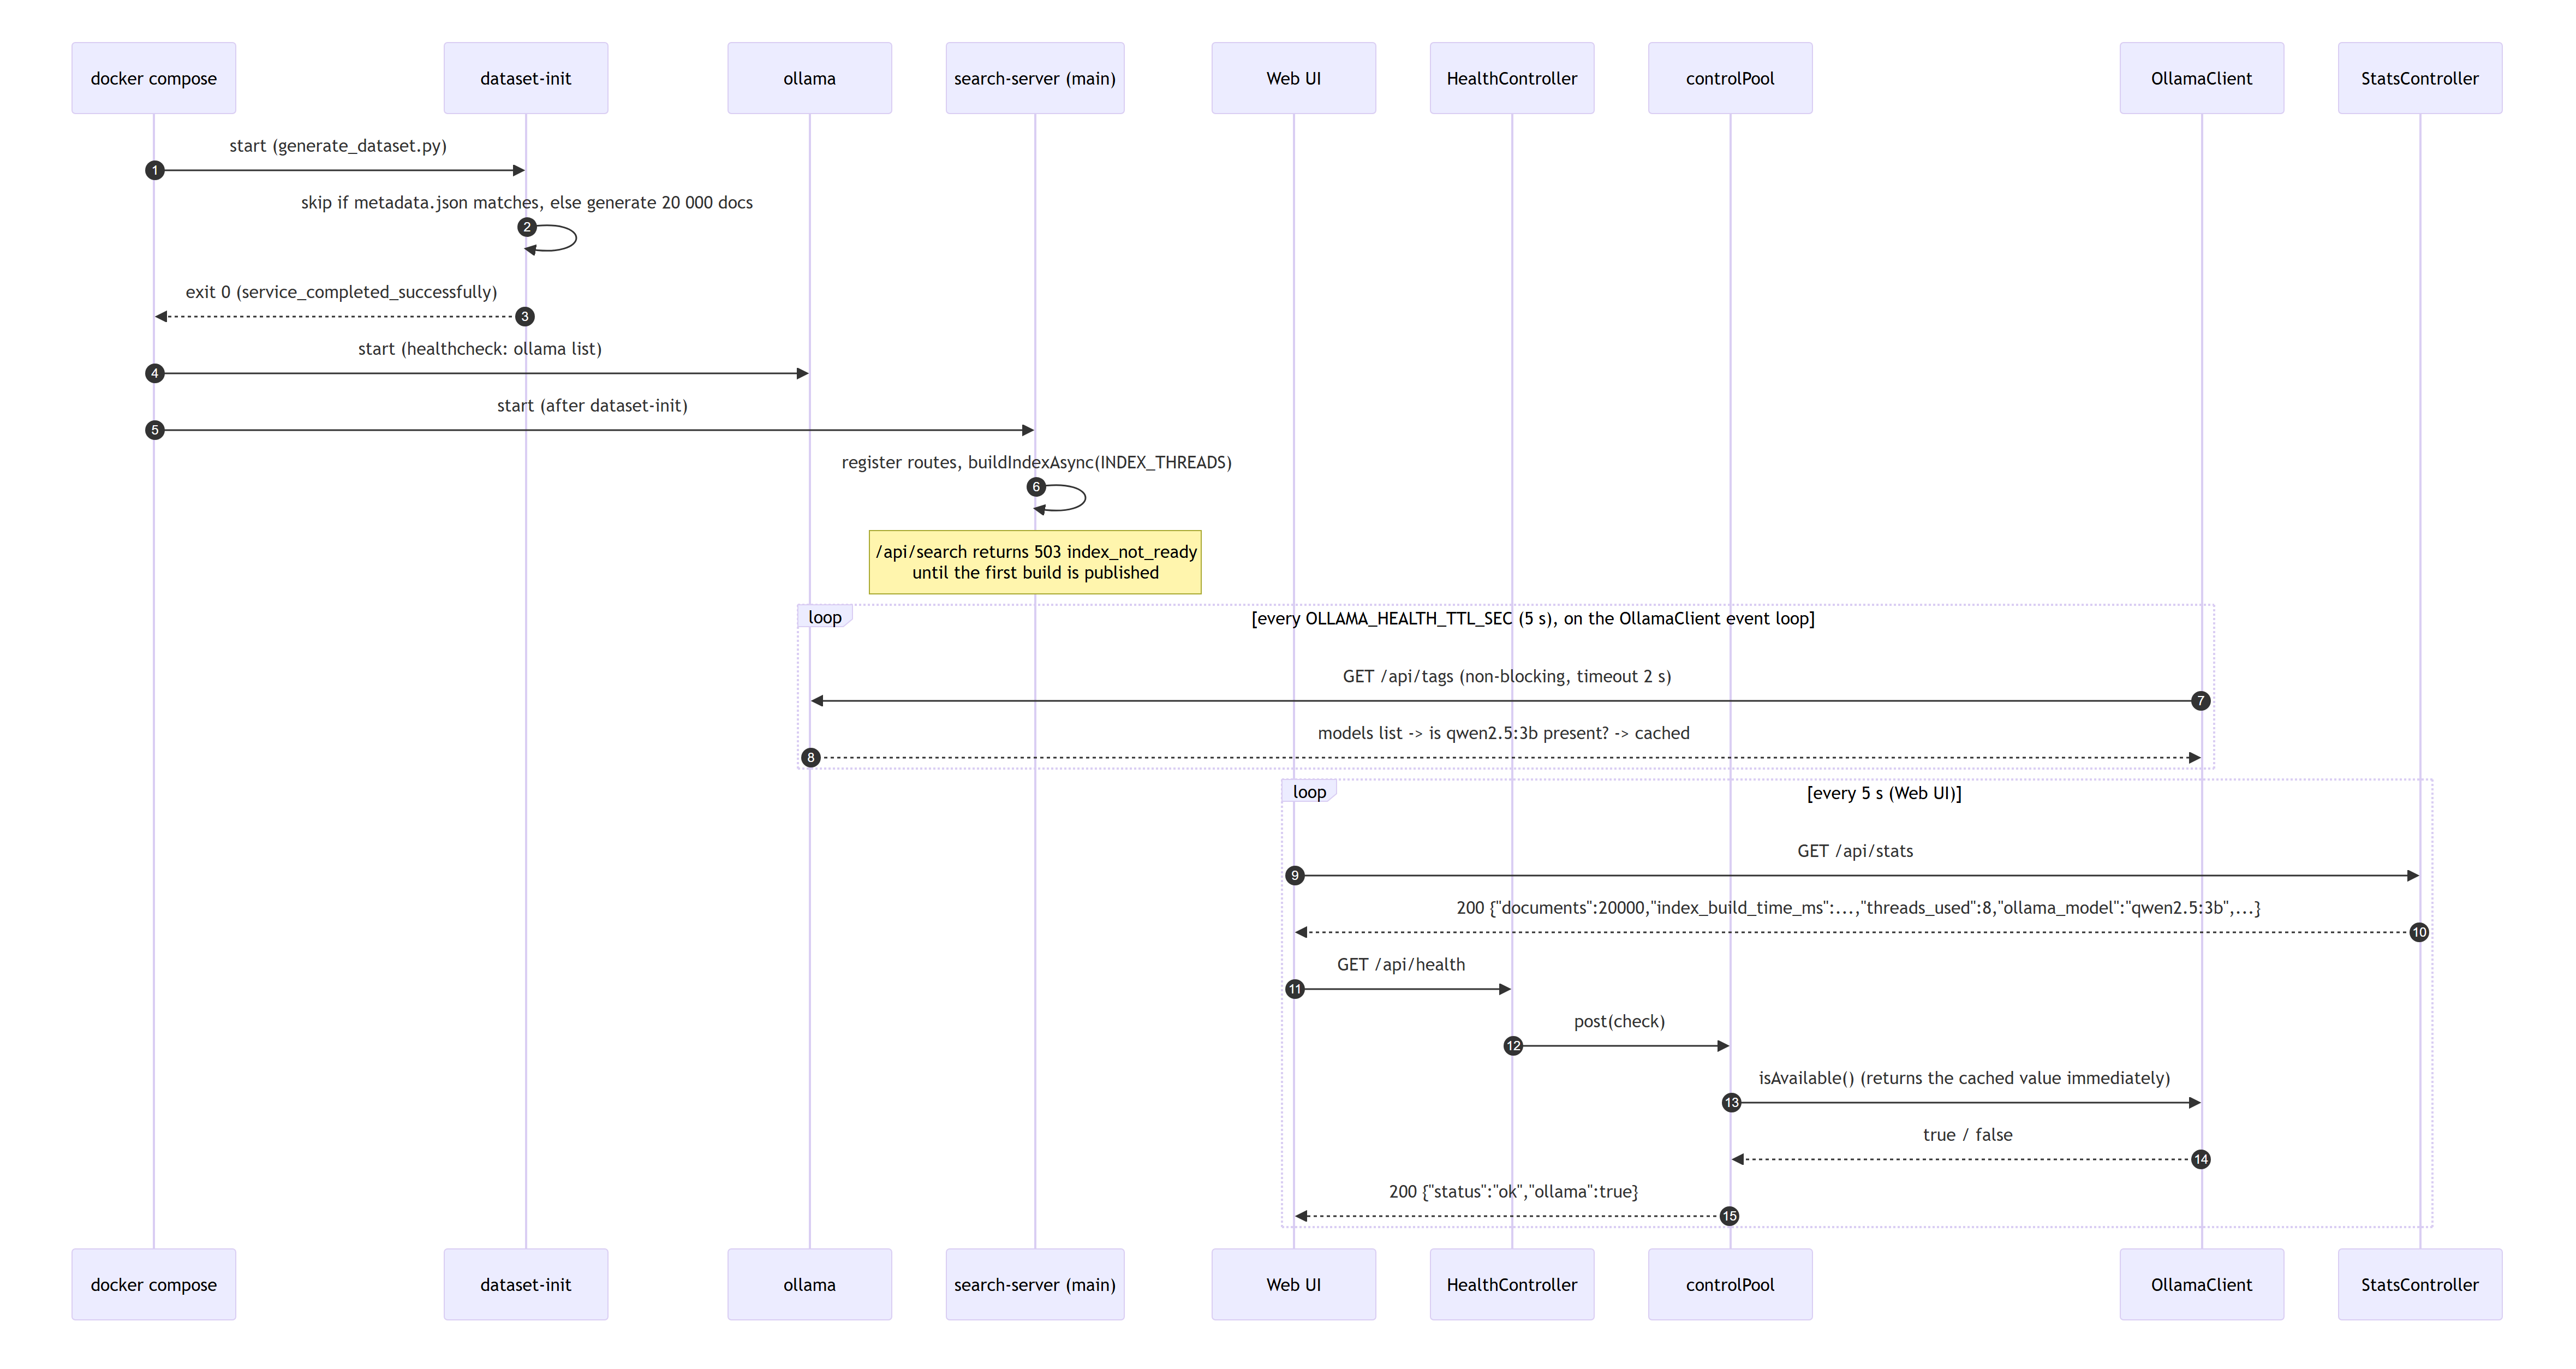 docker compose
dataset-init
ollama
search-server (main)
Web UI
HealthController
controlPool
OllamaClient
StatsController
start (generate_dataset.py)
1
skip if metadata.json matches, else generate 20 000 docs
2
exit 0 (service_completed_successfully)
3
start (healthcheck: ollama list)
4
start (after dataset-init)
5
register routes, buildIndexAsync(INDEX_THREADS)
6
/api/search returns 503 index_not_ready
until the first build is published
loop
[every OLLAMA_HEALTH_TTL_SEC (5 s), on the OllamaClient event loop]
GET /api/tags (non-blocking, timeout 2 s)
7
models list -> is qwen2.5:3b present? -> cached
8
loop
[every 5 s (Web UI)]
GET /api/stats
9
200 {"documents":20000,"index_build_time_ms":...,"threads_used":8,"ollama_model":"qwen2.5:3b",...}
10
GET /api/health
11
post(check)
12
isAvailable() (returns the cached value immediately)
13
true / false
14
200 {"status":"ok","ollama":true}
15
docker compose
dataset-init
ollama
search-server (main)
Web UI
HealthController
controlPool
OllamaClient
StatsController